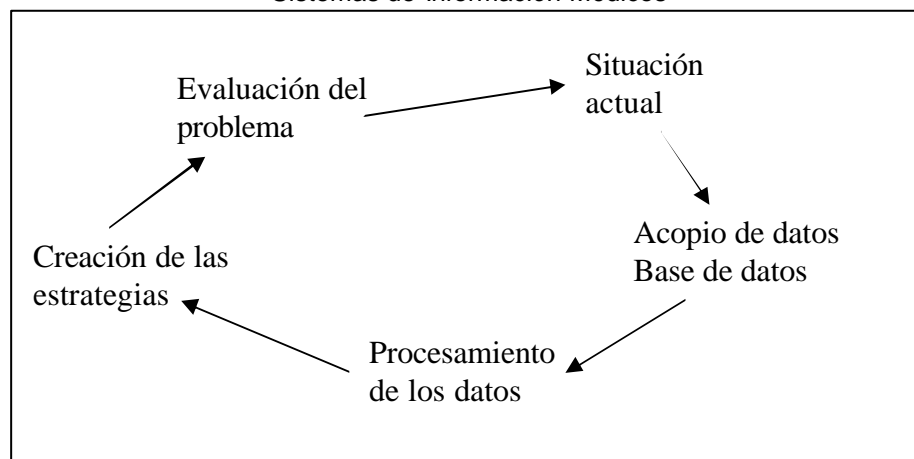 Sistemas de Información Médicos
Evaluación del
problema
Situación
actual
Acopio de datos
Base de datos
Procesamiento
de los datos
Creación de las
estrategias